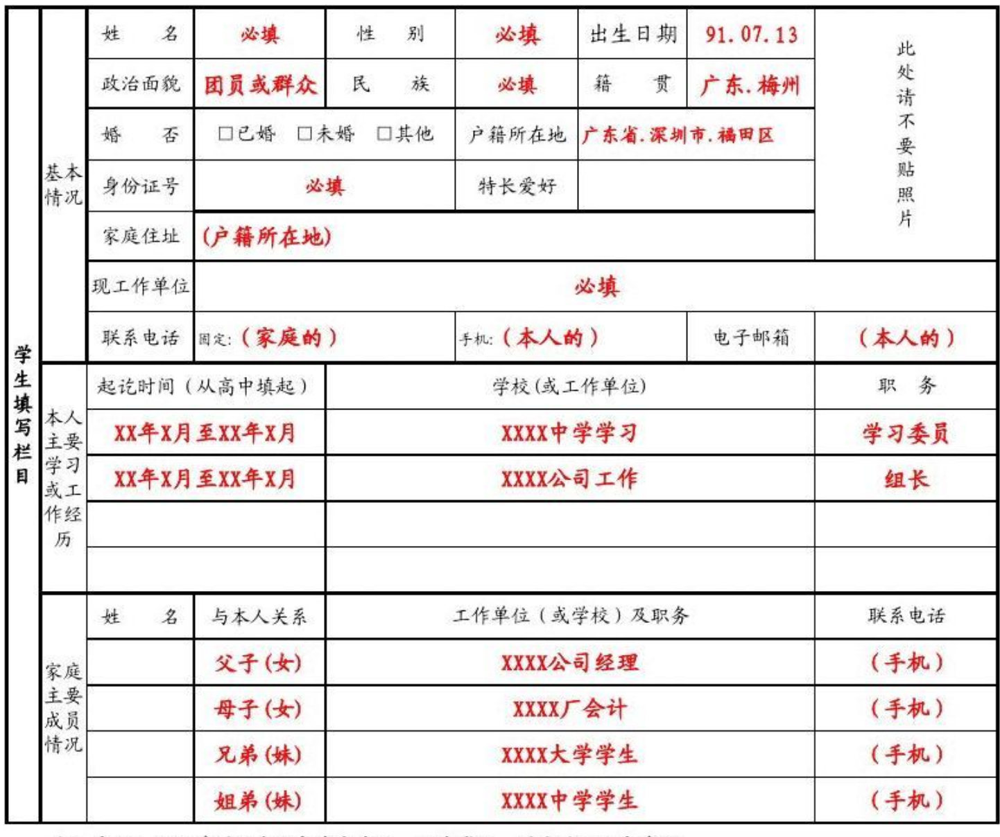 学生填写栏目
基本情况
姓 名 必填 性 别 必填 出生日期 91.07.13
此处请不要贴照片
政治面貌 团员或群众 民 族 必填 籍 贯 广东.梅州
婚 否 □已婚 □未婚 □其他 户籍所在地 广东省.深圳市.福田区
身份证号 必填 特长爱好
家庭住址 (户籍所在地)
现工作单位 必填
联系电话 固定:(家庭的) 手机:(本人的) 电子邮箱 (本人的)
本人主要学习或工作经历
起讫时间(从高中填起) 学校(或工作单位) 职 务
XX年X月至XX年X月 XXXX中学学习 学习委员
XX年X月至XX年X月 XXXX公司工作 组长
家庭主要成员情况
姓 名 与本人关系 工作单位(或学校)及职务 联系电话
父子(女) XXXX公司经理 (手机)
母子(女) XXXX厂会计 (手机)
兄弟(妹) XXXX大学学生 (手机)
姐弟(妹) XXXX中学学生 (手机)